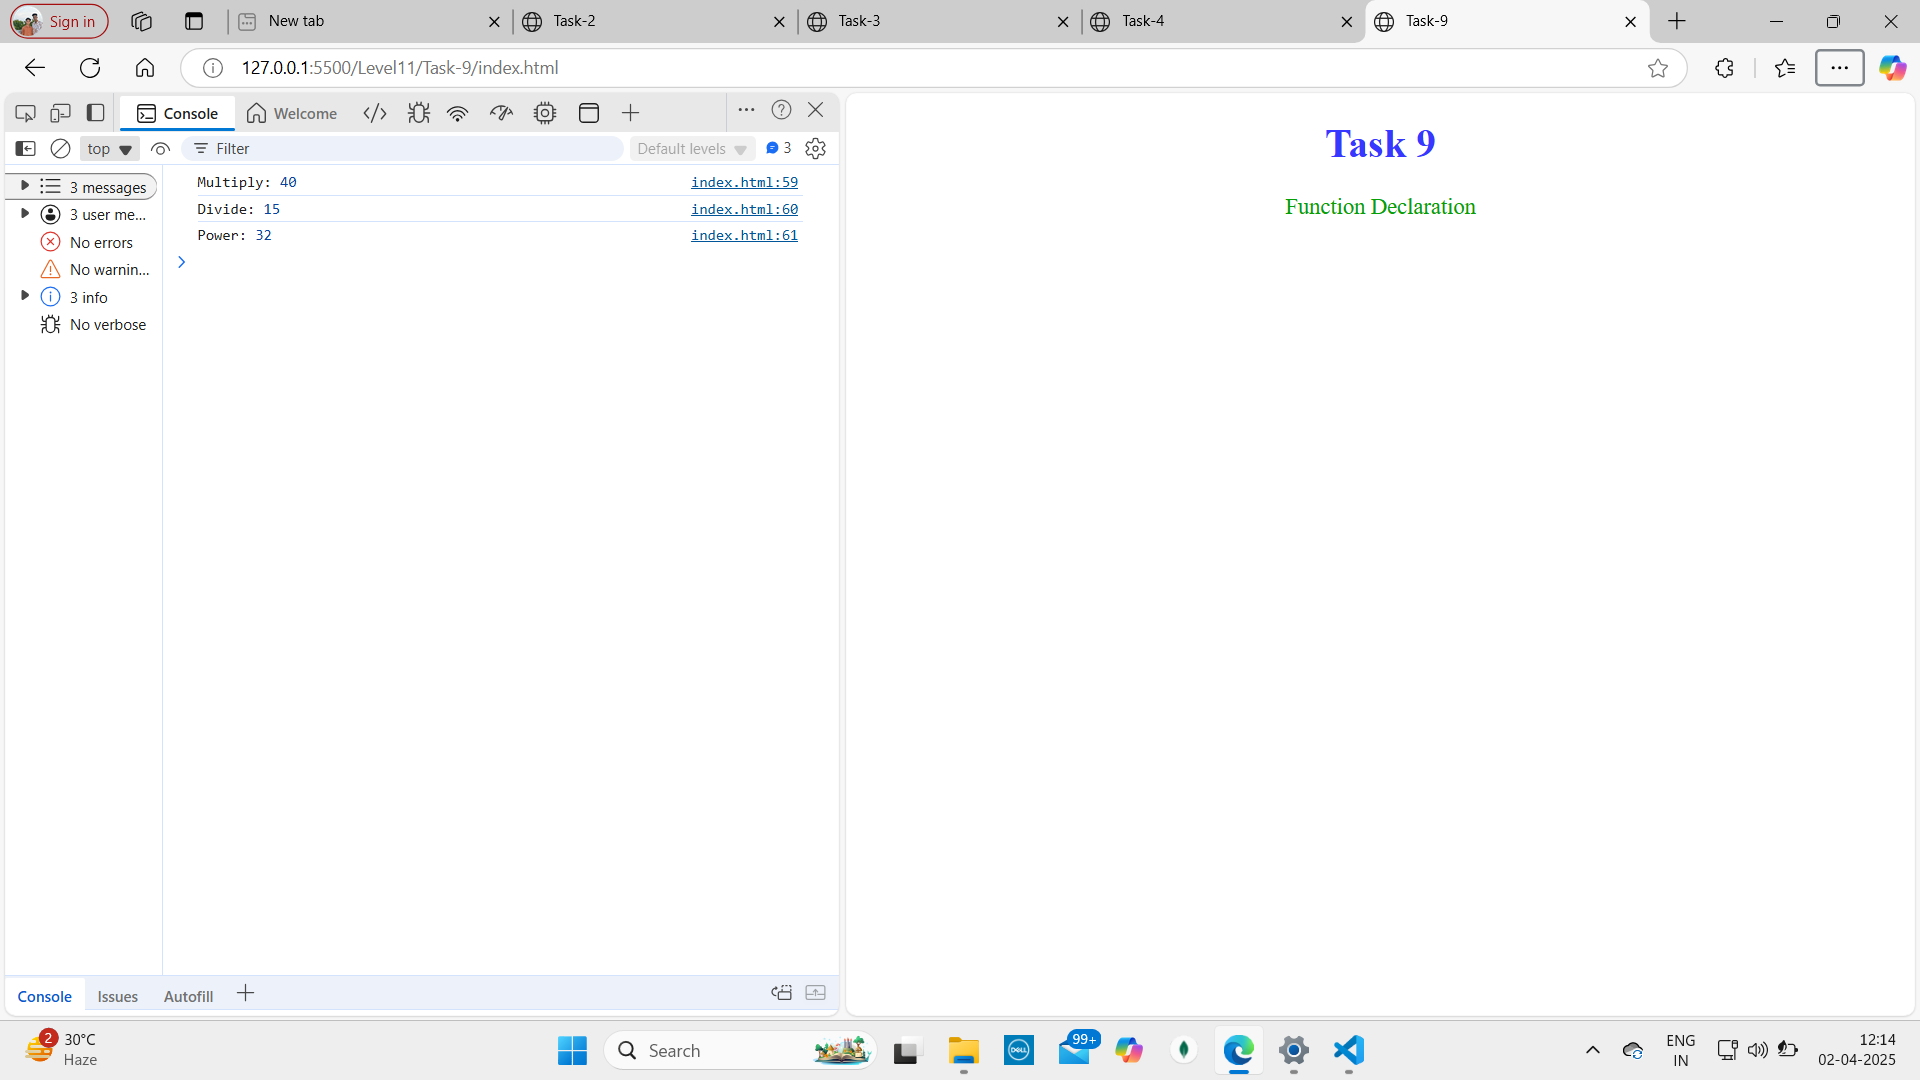 Sign in
New tab
Task-2
Task-3
Task-4
Task-9
127.0.0.1:5500/Level11/Task-9/index.html
Console
Welcome
top
Filter
Default levels
3
3 messages
3 user me...
No errors
No warnin...
3 info
No verbose
Multiply: 40 index.html:59
Divide: 15 index.html:60
Power: 32 index.html:61
Task 9
Function Declaration
Console Issues Autofill
2
30°C
Haze
Search
DELL
99+
ENG
IN
12:14
02-04-2025